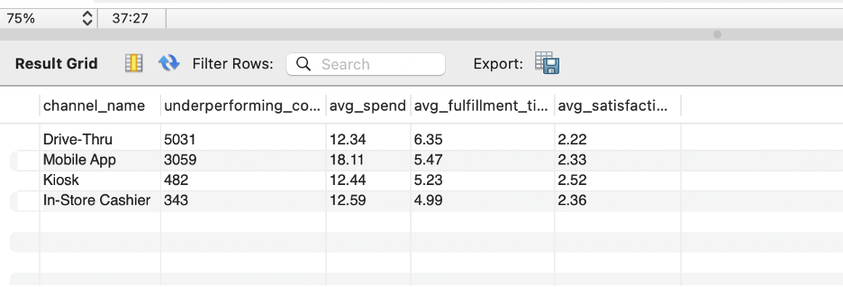 75% 37:27
Result Grid Filter Rows: Search Export:
channel_name underperforming_co... avg_spend avg_fulfillment_ti... avg_satisfacti...
Drive-Thru 5031 12.34 6.35 2.22
Mobile App 3059 18.11 5.47 2.33
Kiosk 482 12.44 5.23 2.52
In-Store Cashier 343 12.59 4.99 2.36